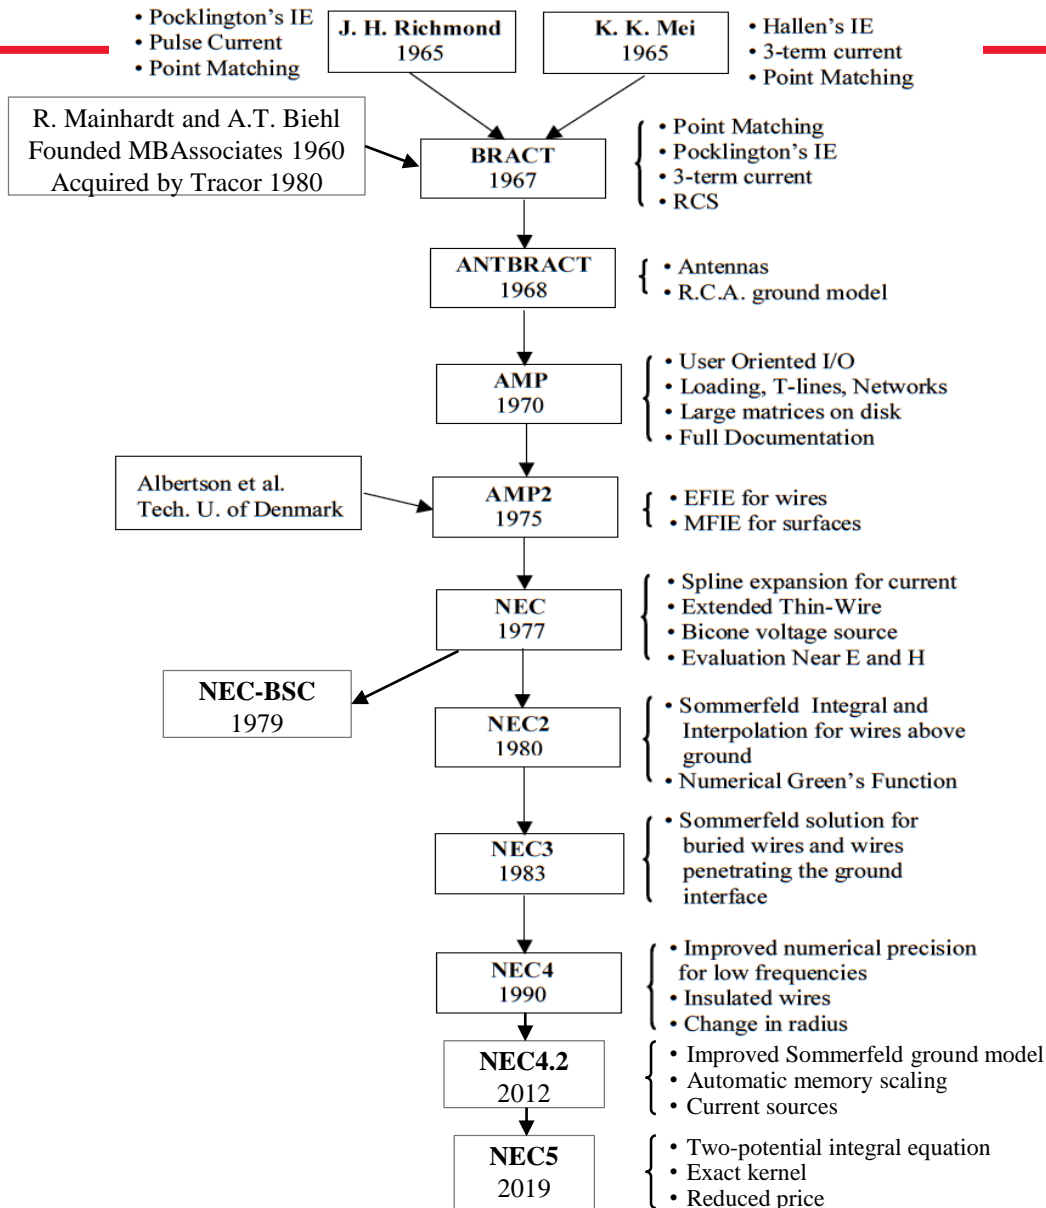 • Pocklington's IE
• Pulse Current
• Point Matching
J. H. Richmond
1965
K. K. Mei
1965
• Hallen's IE
• 3-term current
• Point Matching
R. Mainhardt and A.T. Biehl
Founded MBAssociates 1960
Acquired by Tracor 1980
BRACT
1967
• Point Matching
• Pocklington's IE
• 3-term current
• RCS
ANTBRACT
1968
• Antennas
• R.C.A. ground model
AMP
1970
• User Oriented I/O
• Loading, T-lines, Networks
• Large matrices on disk
• Full Documentation
Albertson et al.
Tech. U. of Denmark
AMP2
1975
• EFIE for wires
• MFIE for surfaces
NEC
1977
• Spline expansion for current
• Extended Thin-Wire
• Bicone voltage source
• Evaluation Near E and H
NEC-BSC
1979
NEC2
1980
• Sommerfeld Integral and
Interpolation for wires above
ground
• Numerical Green's Function
NEC3
1983
• Sommerfeld solution for
buried wires and wires
penetrating the ground
interface
NEC4
1990
• Improved numerical precision
for low frequencies
• Insulated wires
• Change in radius
NEC4.2
2012
• Improved Sommerfeld ground model
• Automatic memory scaling
• Current sources
NEC5
2019
• Two-potential integral equation
• Exact kernel
• Reduced price